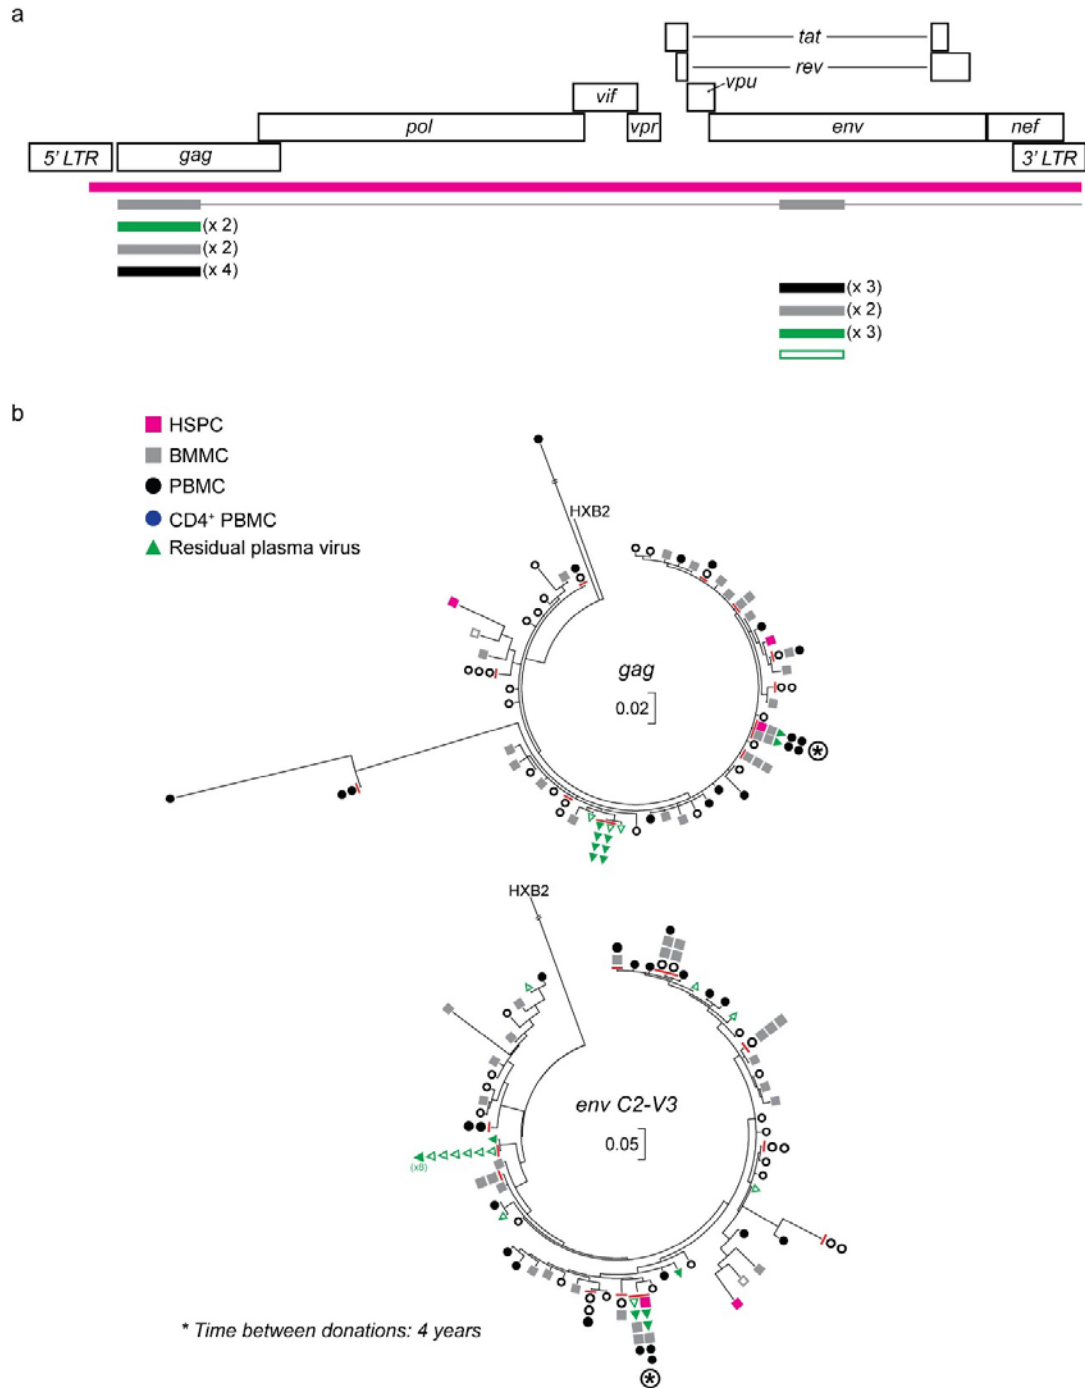 a
tat
rev
vpu
vif
pol
vpr
env
nef
5' LTR
gag
3' LTR
(x 2)
(x 2)
(x 4)
(x 3)
(x 2)
(x 3)
b
HSPC
BMMC
PBMC
CD4⁺ PBMC
Residual plasma virus
HXB2
gag
0.02
*
HXB2
env C2-V3
0.05
(x8)
* Time between donations: 4 years
*